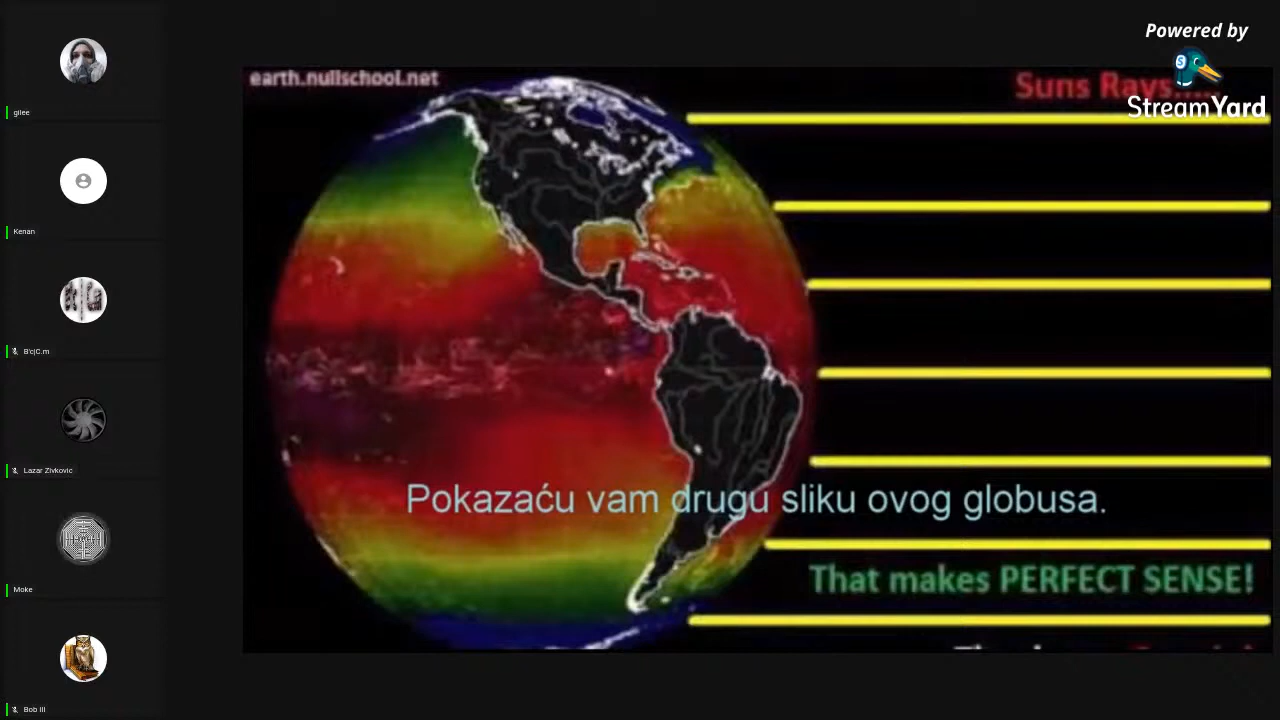 Powered by
StreamYard
earth.nullschool.net
Suns Rays.....
gilee
Kenan
B'c|C.m
Lazar Zivkovic
Pokazaću vam drugu sliku ovog globusa.
Moke
That makes PERFECT SENSE!
Bob III